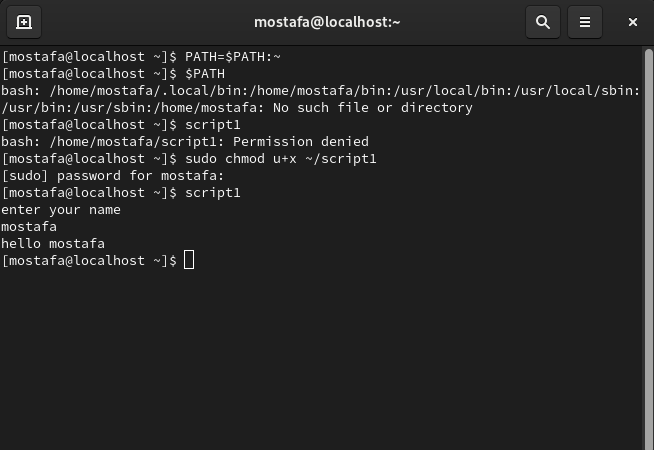 mostafa@localhost:~
[mostafa@localhost ~]$ PATH=$PATH:~
[mostafa@localhost ~]$ $PATH
bash: /home/mostafa/.local/bin:/home/mostafa/bin:/usr/local/bin:/usr/local/sbin:
/usr/bin:/usr/sbin:/home/mostafa: No such file or directory
[mostafa@localhost ~]$ script1
bash: /home/mostafa/script1: Permission denied
[mostafa@localhost ~]$ sudo chmod u+x ~/script1
[sudo] password for mostafa:
[mostafa@localhost ~]$ script1
enter your name
mostafa
hello mostafa
[mostafa@localhost ~]$